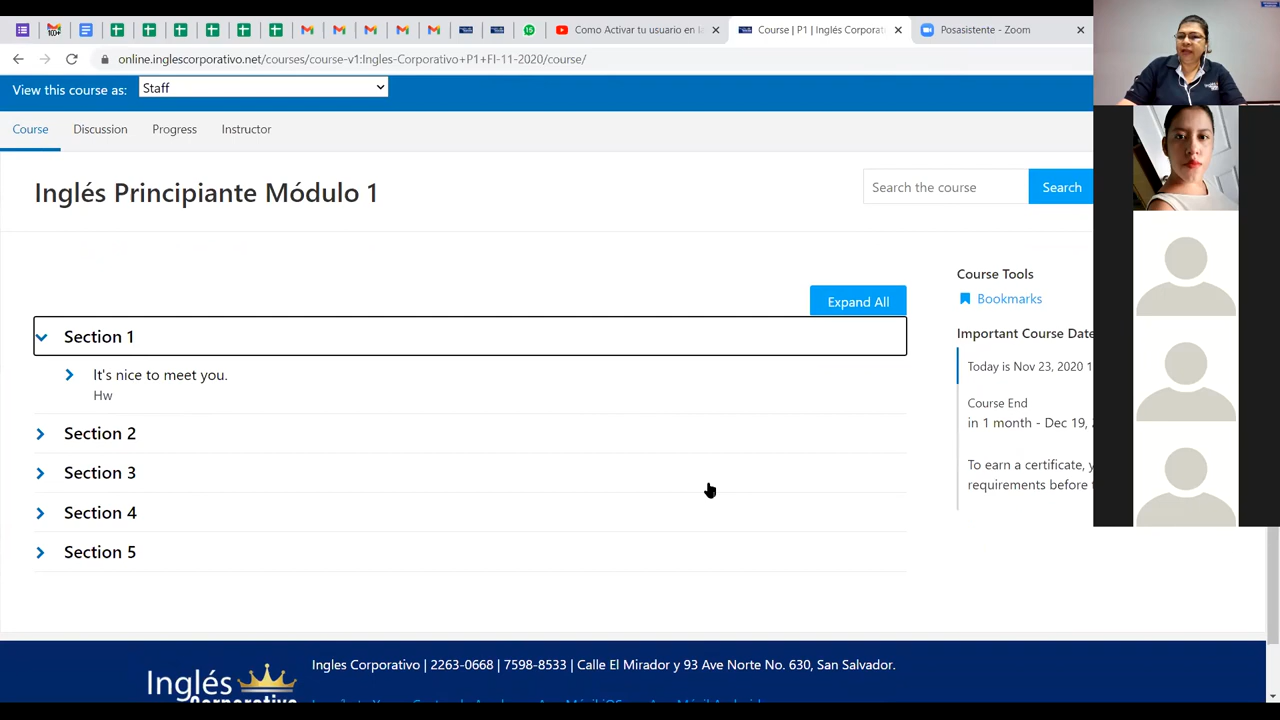 Como Activar tu usuario en
Course | P1 | Inglés Corporat
Posasistente - Zoom
online.inglescorporativo.net/courses/course-v1:Ingles-Corporativo+P1+FI-11-2020/course/
View this course as:
Staff
Course
Discussion
Progress
Instructor
Inglés Principiante Módulo 1
Search the course
Search
Expand All
Course Tools
Bookmarks
Section 1
It's nice to meet you.
Hw
Section 2
Section 3
Section 4
Section 5
Important Course Date
Today is Nov 23, 2020 1
Course End
in 1 month - Dec 19,
To earn a certificate, y
requirements before
Ingles Corporativo | 2263-0668 | 7598-8533 | Calle El Mirador y 93 Ave Norte No. 630, San Salvador.
Inglés
Corporativo